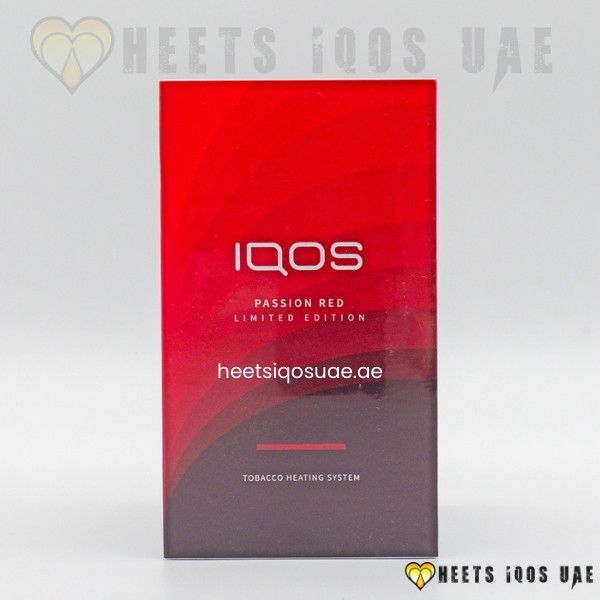 HEETS iQOS UAE
IQOS
PASSION RED
LIMITED EDITION
heetsiqosuae.ae
TOBACCO HEATING SYSTEM
HEETS iQOS UAE